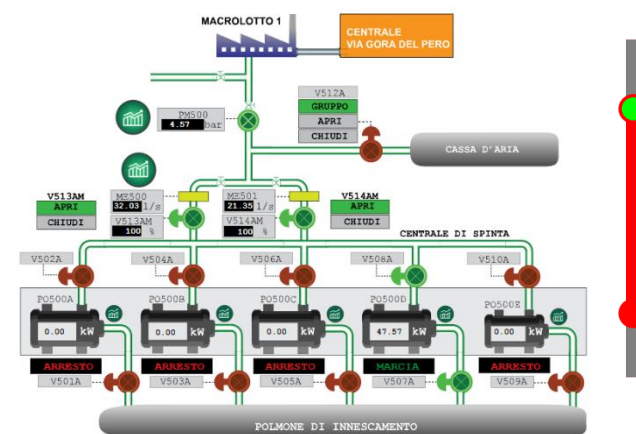 MACROLOTTO 1
CENTRALE
VIA GORA DEL PERO
V512A
GRUPPO
APRI
CHIUDI
PM500
4.57 bar
CASSA D'ARIA
V513AM
APRI
CHIUDI
ME500
32.03 l/s
V513AM
100 %
ME501
21.35 l/s
V514AM
100 %
V514AM
APRI
CHIUDI
CENTRALE DI SPINTA
V502A
V504A
V506A
V508A
V510A
PO500A
PO500B
PO500C
PO500D
PO500E
0.00 kW
0.00 kW
0.00 kW
47.57 kW
0.00 kW
ARRESTO
ARRESTO
ARRESTO
MARCIA
ARRESTO
V501A
V503A
V505A
V507A
V509A
POLMONE DI INNESCAMENTO